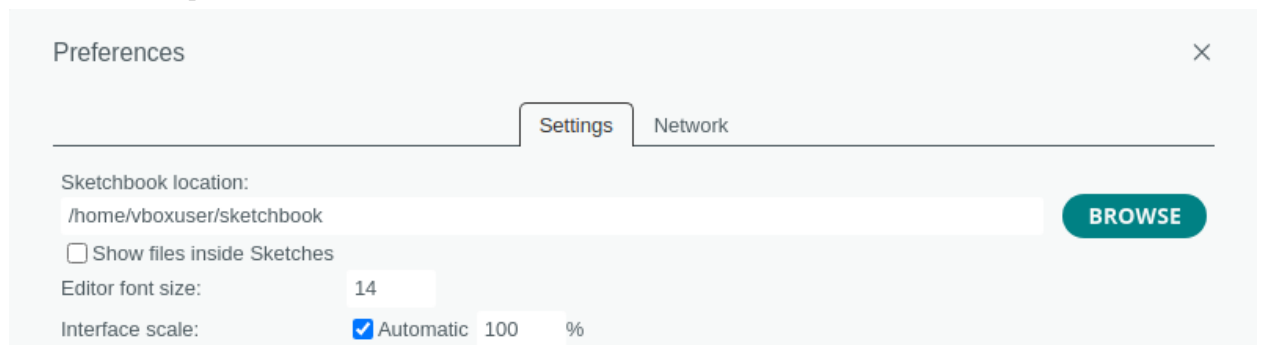 Preferences
Settings Network
Sketchbook location:
/home/vboxuser/sketchbook BROWSE
Show files inside Sketches
Editor font size: 14
Interface scale: Automatic 100 %